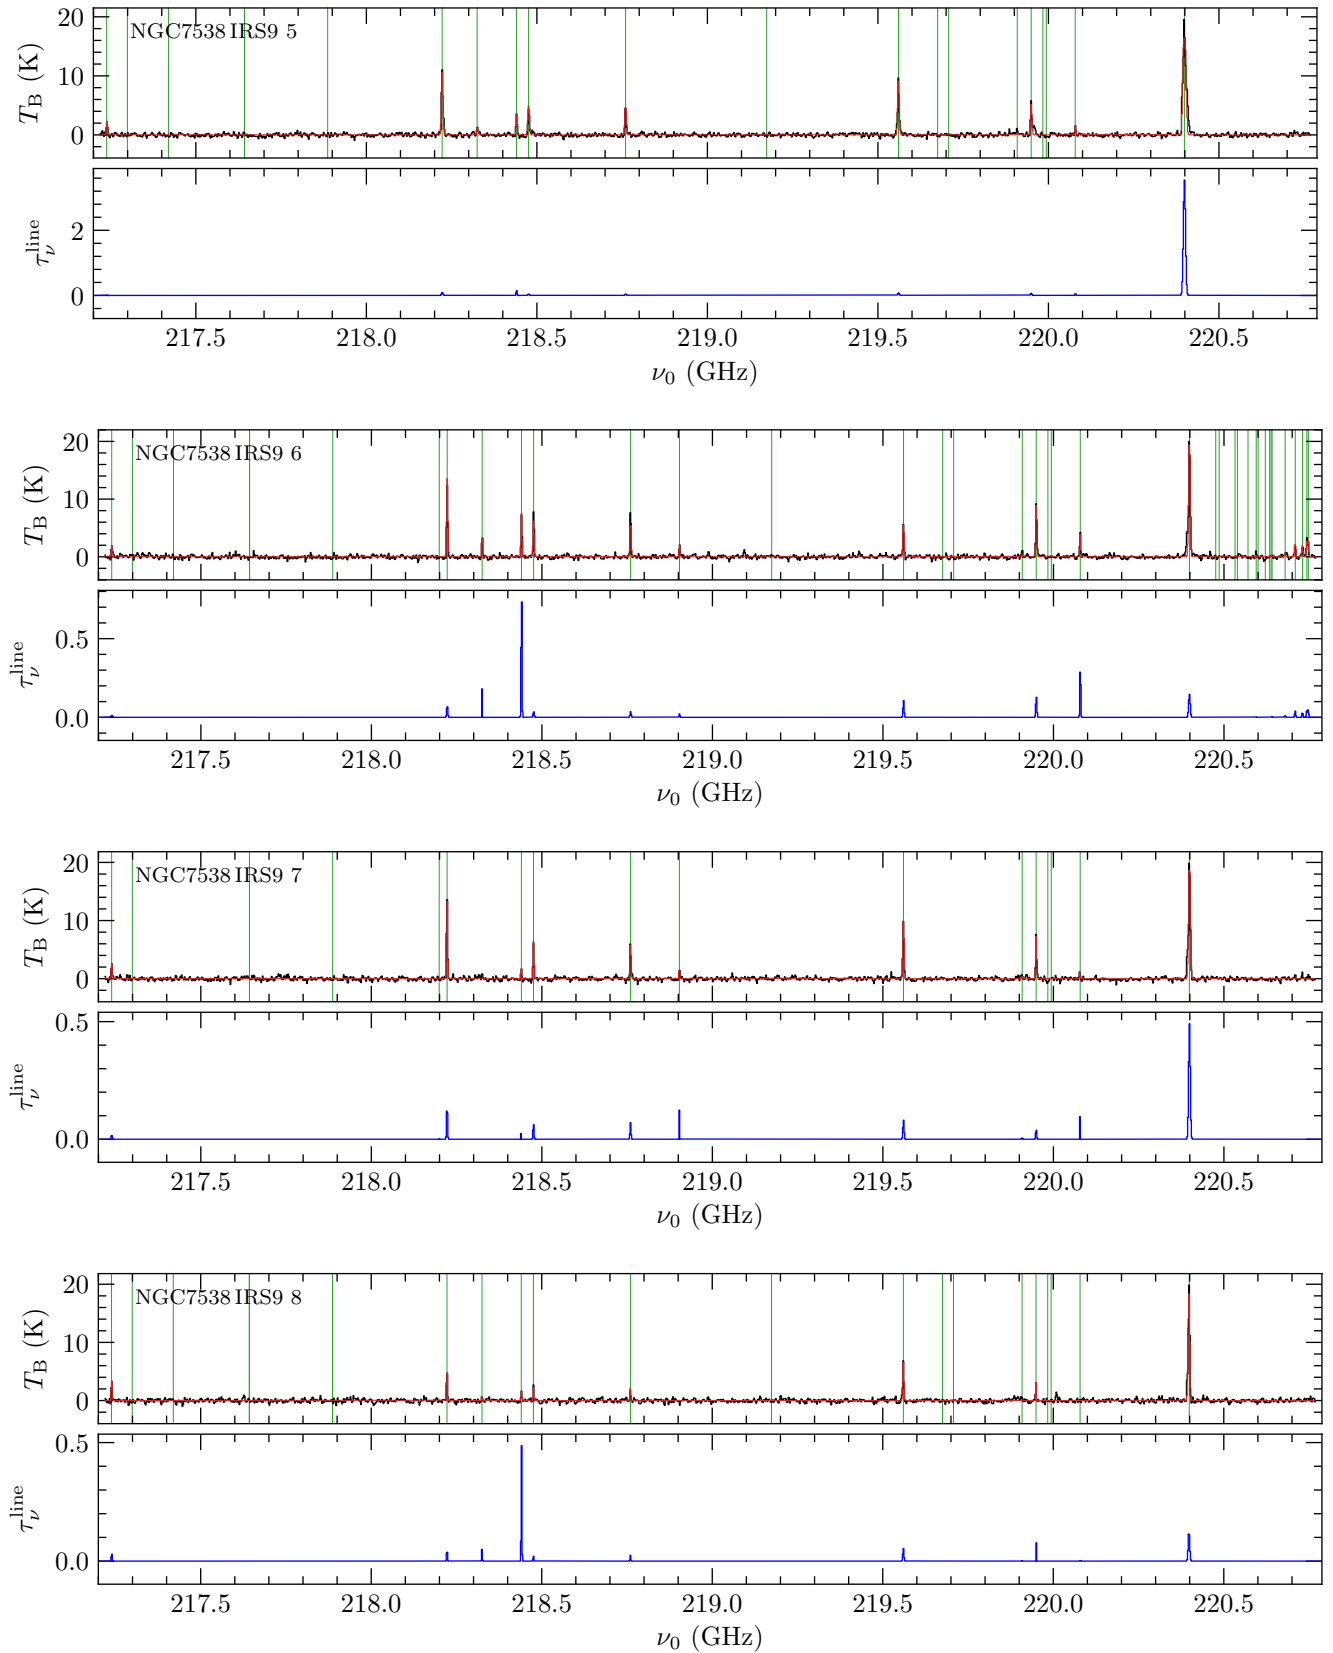 NGC7538 IRS9 5
20
10
0
T_B (K)
2
0
τ_ν^line
217.5 218.0 218.5 219.0 219.5 220.0 220.5
ν_0 (GHz)
NGC7538 IRS9 6
20
10
0
T_B (K)
0.5
0.0
τ_ν^line
217.5 218.0 218.5 219.0 219.5 220.0 220.5
ν_0 (GHz)
NGC7538 IRS9 7
20
10
0
T_B (K)
0.5
0.0
τ_ν^line
217.5 218.0 218.5 219.0 219.5 220.0 220.5
ν_0 (GHz)
NGC7538 IRS9 8
20
10
0
T_B (K)
0.5
0.0
τ_ν^line
217.5 218.0 218.5 219.0 219.5 220.0 220.5
ν_0 (GHz)